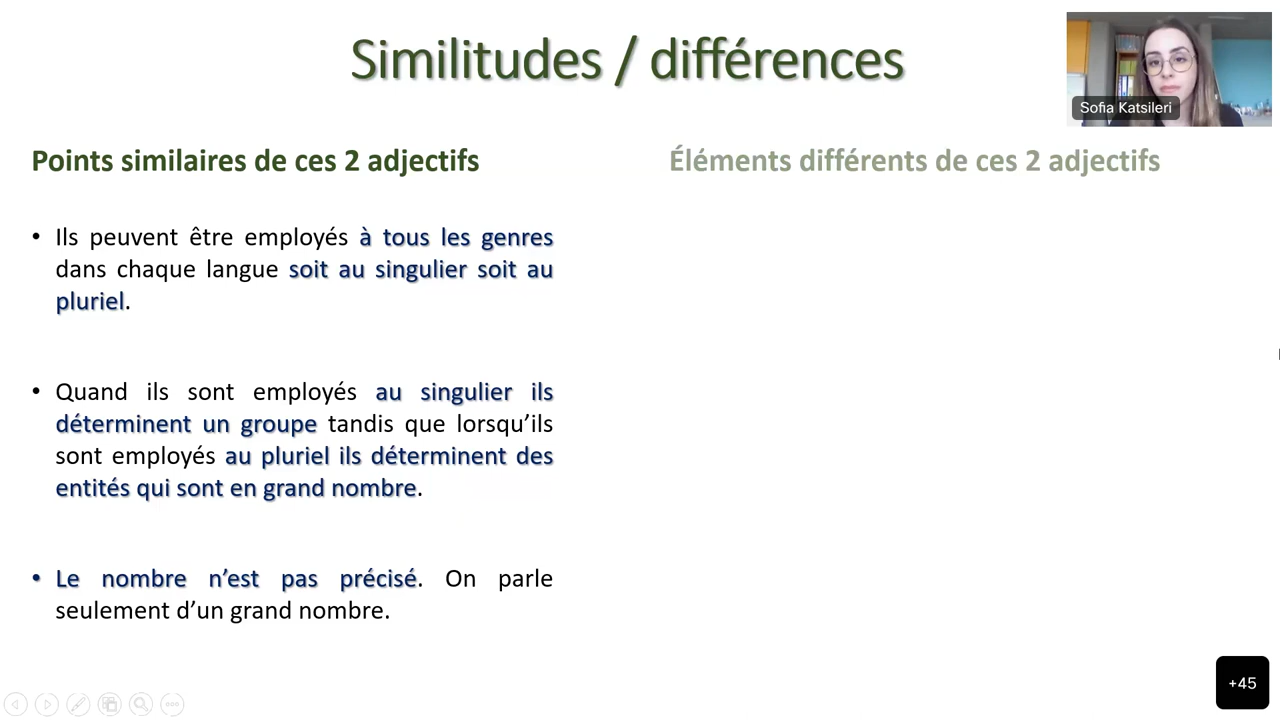 Similitudes / différences
Sofia Katsileri
Points similaires de ces 2 adjectifs
Éléments différents de ces 2 adjectifs
• Ils peuvent être employés à tous les genres
dans chaque langue soit au singulier soit au
pluriel.
• Quand ils sont employés au singulier ils
déterminent un groupe tandis que lorsqu’ils
sont employés au pluriel ils déterminent des
entités qui sont en grand nombre.
• Le nombre n’est pas précisé. On parle
seulement d’un grand nombre.
+45